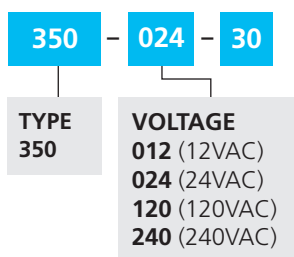 350 – 024 – 30
TYPE
350
VOLTAGE
012 (12VAC)
024 (24VAC)
120 (120VAC)
240 (240VAC)